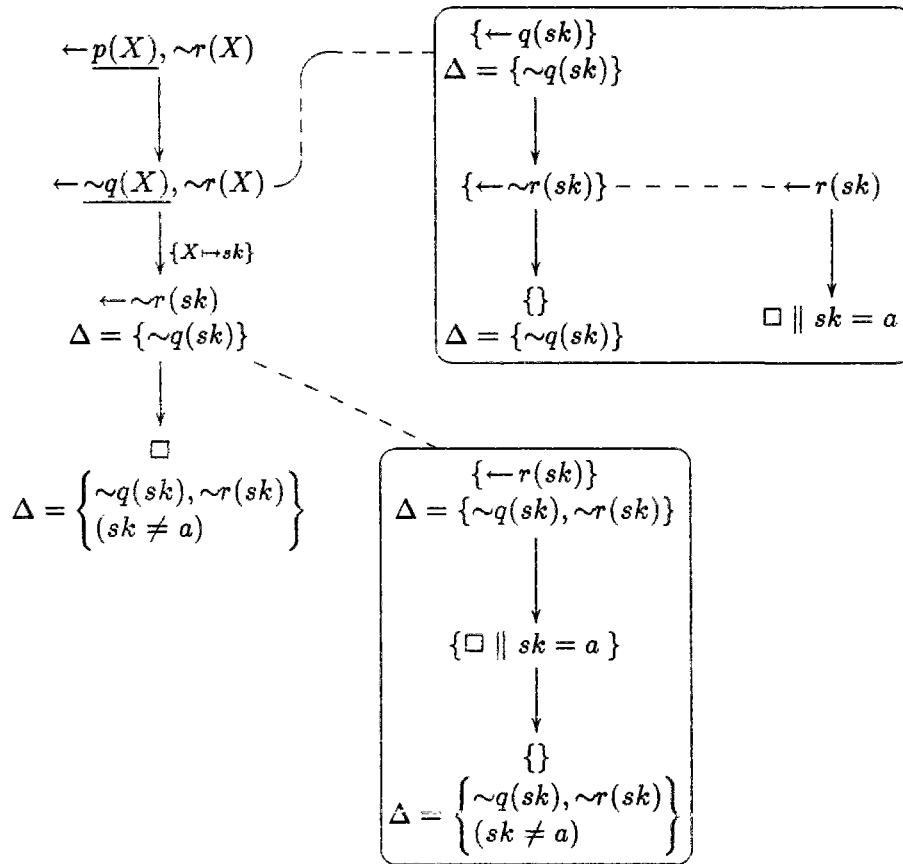 ← p(X), ∼r(X)
← ∼q(X), ∼r(X)
{X↦sk}
← ∼r(sk)
Δ = {∼q(sk)}
□
Δ = {∼q(sk), ∼r(sk)
(sk ≠ a)}
{← q(sk)}
Δ = {∼q(sk)}
{← ∼r(sk)}
← r(sk)
{}
Δ = {∼q(sk)}
□ ∥ sk = a
{← r(sk)}
Δ = {∼q(sk), ∼r(sk)}
{□ ∥ sk = a }
{}
Δ = {∼q(sk), ∼r(sk)
(sk ≠ a)}